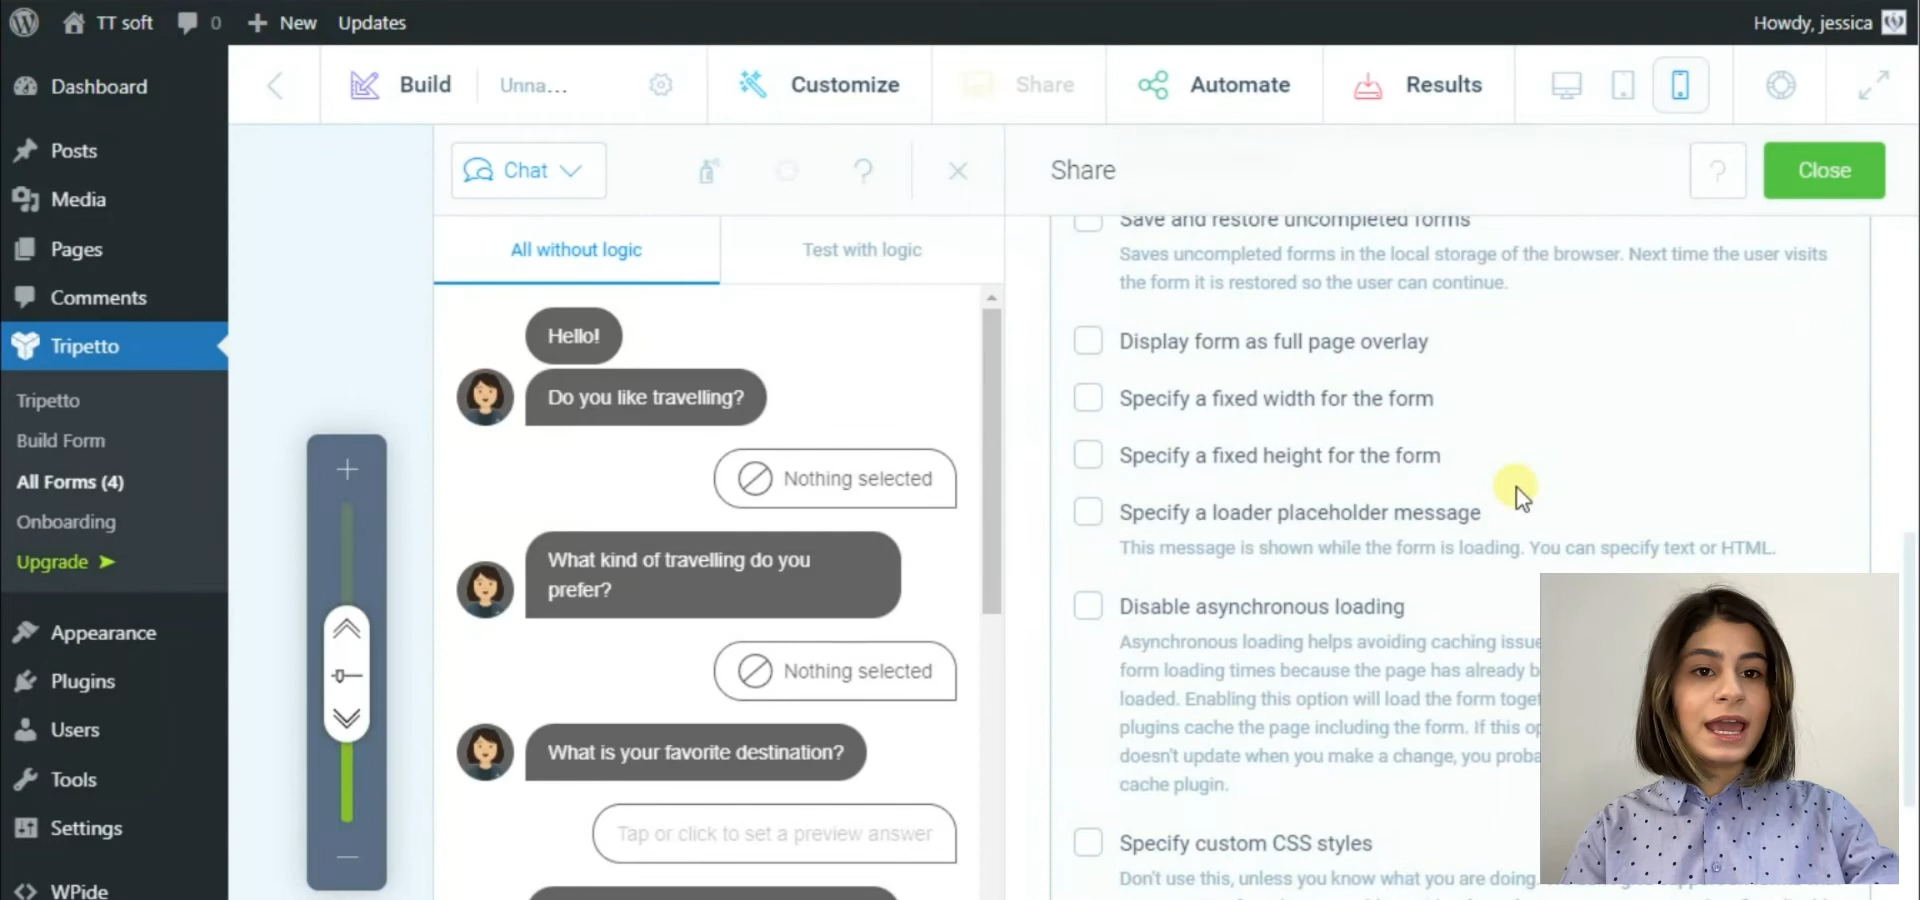 TT soft
0
New
Updates
Howdy, jessica
Dashboard
Posts
Media
Pages
Comments
Tripetto
Tripetto
Build Form
All Forms (4)
Onboarding
Upgrade
Appearance
Plugins
Users
Tools
Settings
WPide
Build
Unna...
Customize
Share
Automate
Results
Chat
?
All without logic
Test with logic
Hello!
Do you like travelling?
Nothing selected
What kind of travelling do you
prefer?
Nothing selected
What is your favorite destination?
Tap or click to set a preview answer
Share
?
Close
Save and restore uncompleted forms
Saves uncompleted forms in the local storage of the browser. Next time the user visits
the form it is restored so the user can continue.
Display form as full page overlay
Specify a fixed width for the form
Specify a fixed height for the form
Specify a loader placeholder message
This message is shown while the form is loading. You can specify text or HTML.
Disable asynchronous loading
Asynchronous loading helps avoiding caching issue
form loading times because the page has already b
loaded. Enabling this option will load the form toget
plugins cache the page including the form. If this op
doesn't update when you make a change, you proba
cache plugin.
Specify custom CSS styles
Don't use this, unless you know what you are doing.